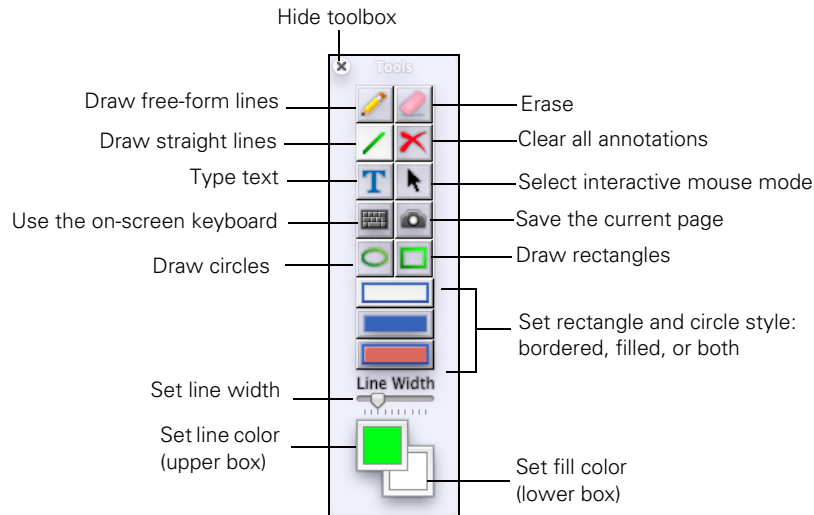 Hide toolbox
Tools
Draw free-form lines
Erase
Draw straight lines
Clear all annotations
Type text
T
Select interactive mouse mode
Use the on-screen keyboard
Save the current page
Draw circles
Draw rectangles
Set rectangle and circle style:
bordered, filled, or both
Line Width
Set line width
Set line color
(upper box)
Set fill color
(lower box)